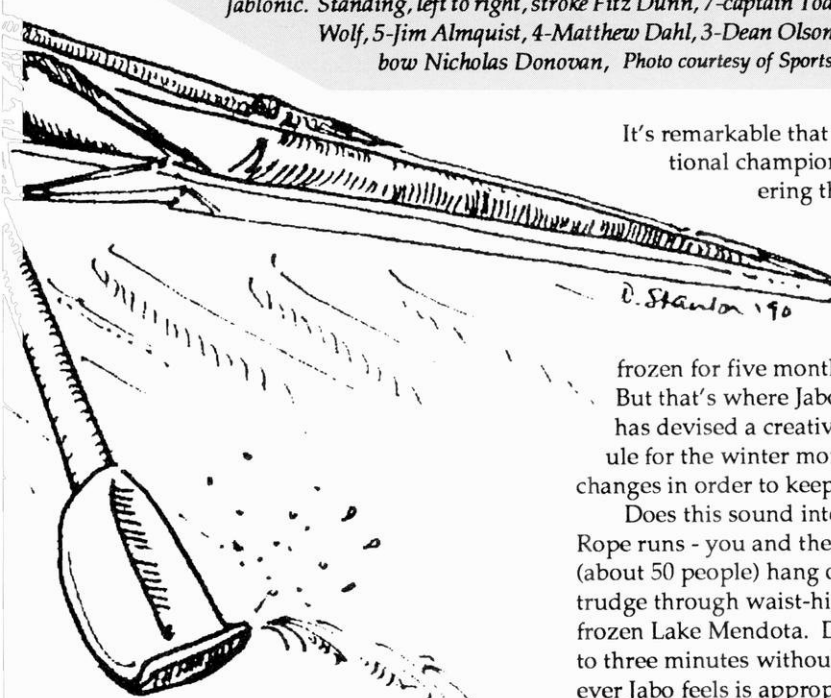 Jablonic. Standing, left to right, stroke Fitz Dunn, 7-captain Tod
Wolf, 5-Jim Almquist, 4-Matthew Dahl, 3-Dean Olson
bow Nicholas Donovan, Photo courtesy of Sports
It's remarkable that
tional champion
ering th
D. Stanton '90
frozen for five month
But that's where Jabo
has devised a creativ
ule for the winter mo
changes in order to keep
Does this sound inte
Rope runs - you and the
(about 50 people) hang o
trudge through waist-hi
frozen Lake Mendota. D
to three minutes withou
ever Jabo feels is approp